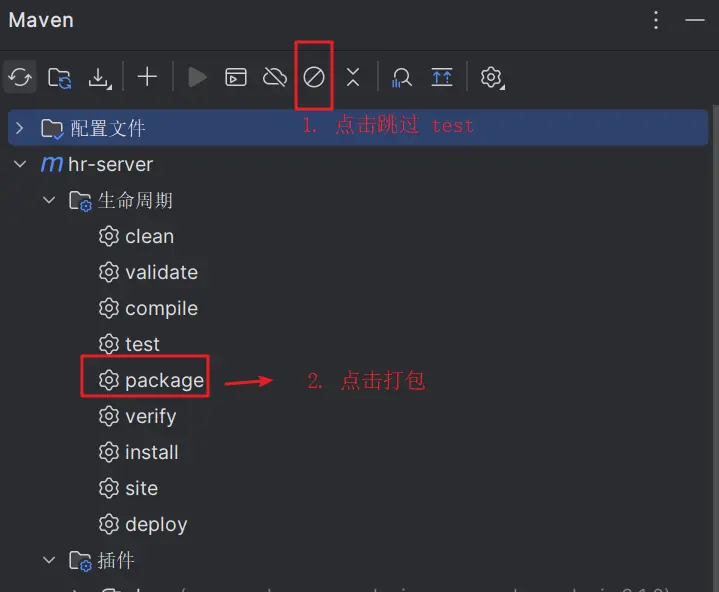 Maven
1. 点击跳过 test
配置文件
m hr-server
生命周期
clean
validate
compile
test
package
2. 点击打包
verify
install
site
deploy
插件